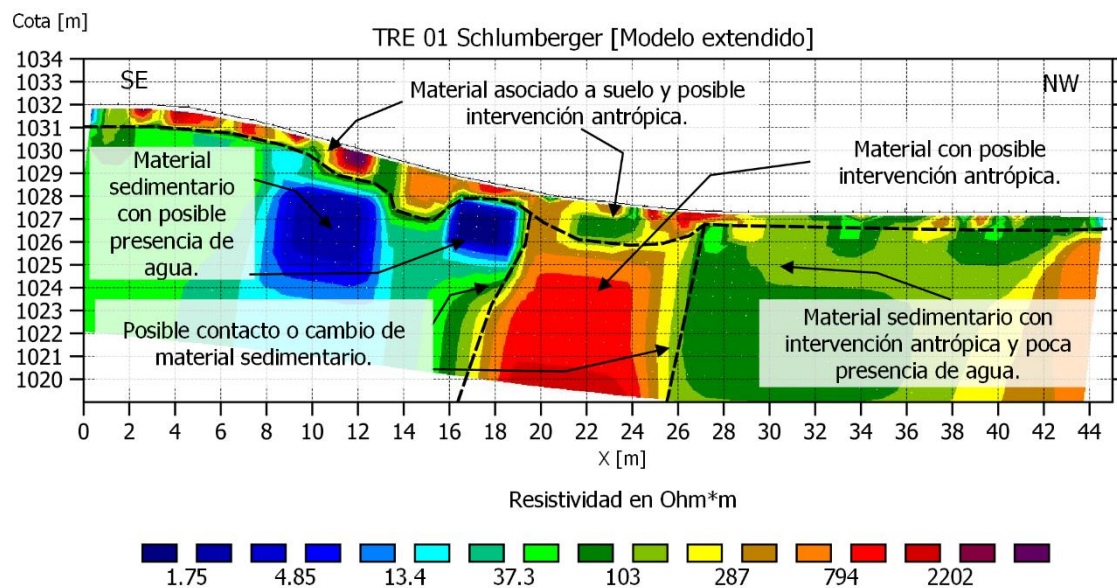 Cota [m]
TRE 01 Schlumberger [Modelo extendido]
1034
1033
1032
1031
1030
1029
1028
1027
1026
1025
1024
1023
1022
1021
1020
SE
NW
Material asociado a suelo y posible
intervención antrópica.
Material con posible
intervención antrópica.
Material
sedimentario
con posible
presencia de
agua.
Posible contacto o cambio de
material sedimentario.
Material sedimentario con
intervención antrópica y poca
presencia de agua.
0 2 4 6 8 10 12 14 16 18 20 22 24 26 28 30 32 34 36 38 40 42 44
X [m]
Resistividad en Ohm*m
1.75 4.85 13.4 37.3 103 287 794 2202